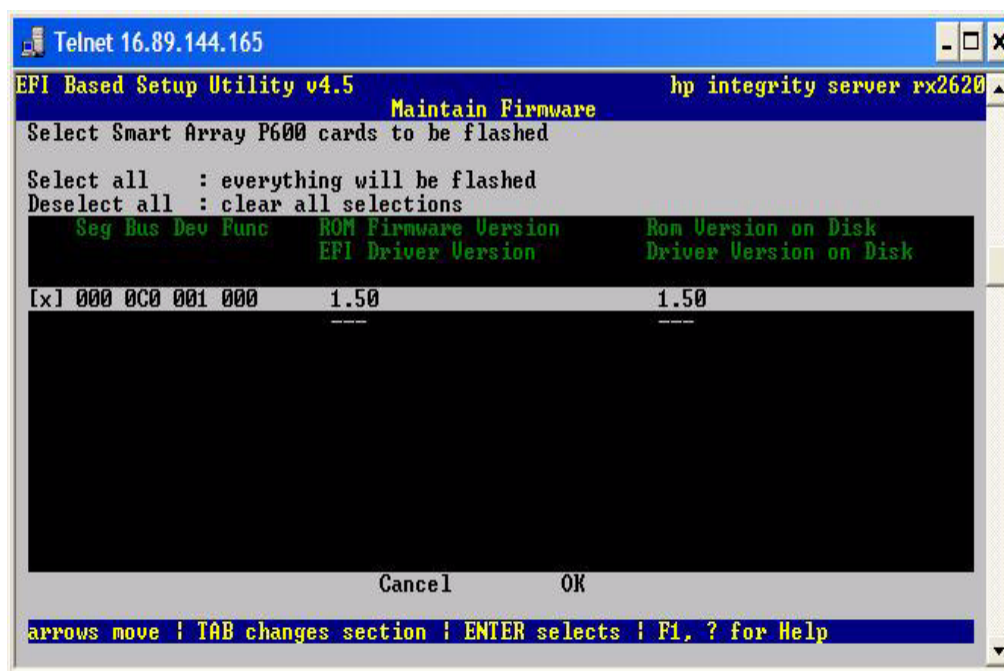 Telnet 16.89.144.165
EFI Based Setup Utility v4.5 hp integrity server rx2620
Maintain Firmware
Select Smart Array P600 cards to be flashed
Select all : everything will be flashed
Deselect all : clear all selections
Seg Bus Dev Func ROM Firmware Version Rom Version on Disk
EFI Driver Version Driver Version on Disk
[x] 000 0C0 001 000 1.50 1.50
--- ---
Cancel OK
arrows move ¦ TAB changes section ¦ ENTER selects ¦ F1, ? for Help